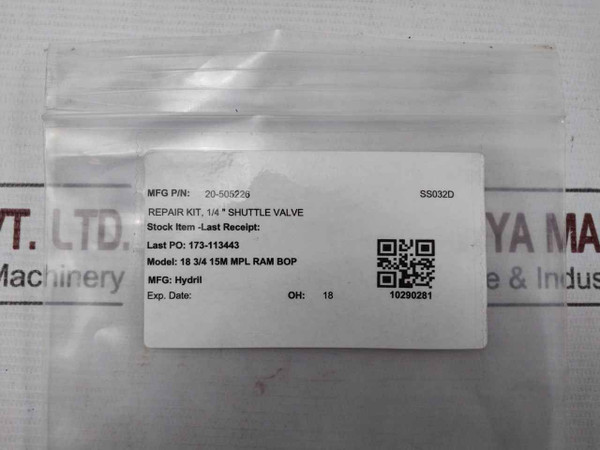 MFG P/N: 20-505226 SS032D
REPAIR KIT, 1/4 " SHUTTLE VALVE
Stock Item -Last Receipt:
Last PO: 173-113443
Model: 18 3/4 15M MPL RAM BOP
MFG: Hydril
Exp. Date: OH: 18 10290281
VT. LTD. YA MA
Machinery e & Indus